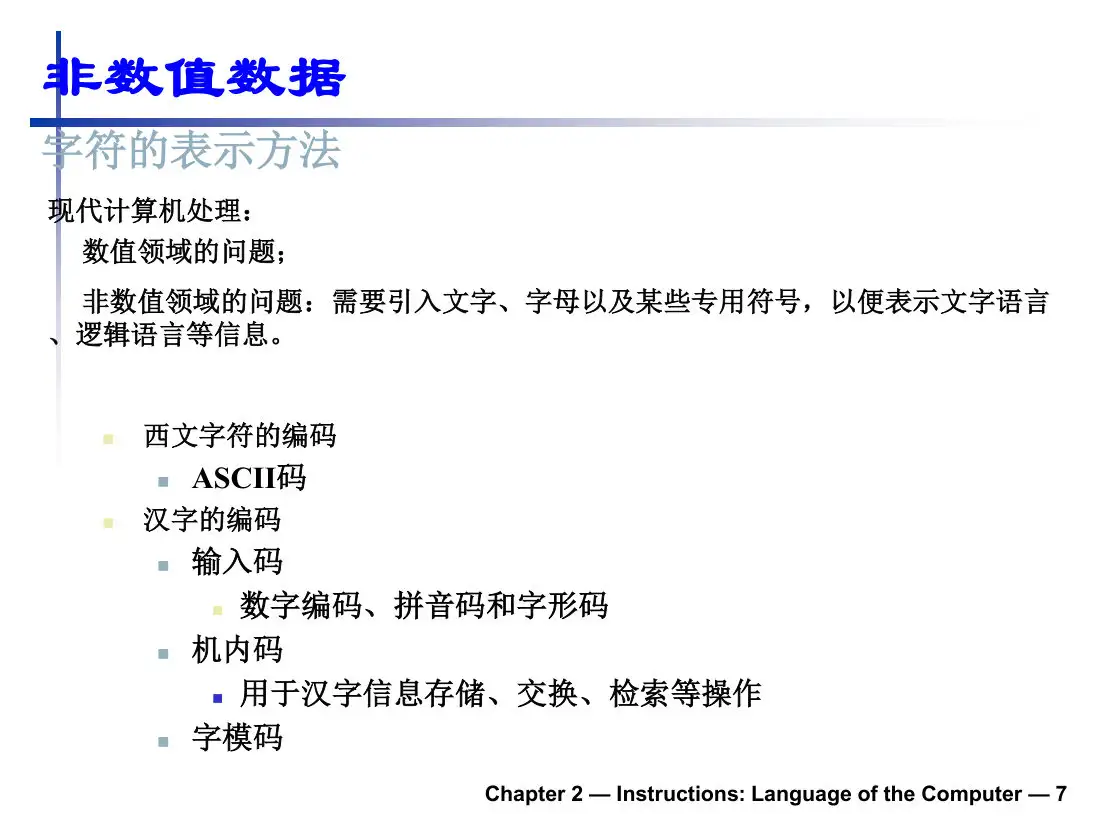 非数值数据
字符的表示方法
现代计算机处理：
数值领域的问题；
非数值领域的问题：需要引入文字、字母以及某些专用符号，以便表示文字语言
、逻辑语言等信息。
西文字符的编码
ASCII码
汉字的编码
输入码
数字编码、拼音码和字形码
机内码
用于汉字信息存储、交换、检索等操作
字模码
Chapter 2 — Instructions: Language of the Computer — 7